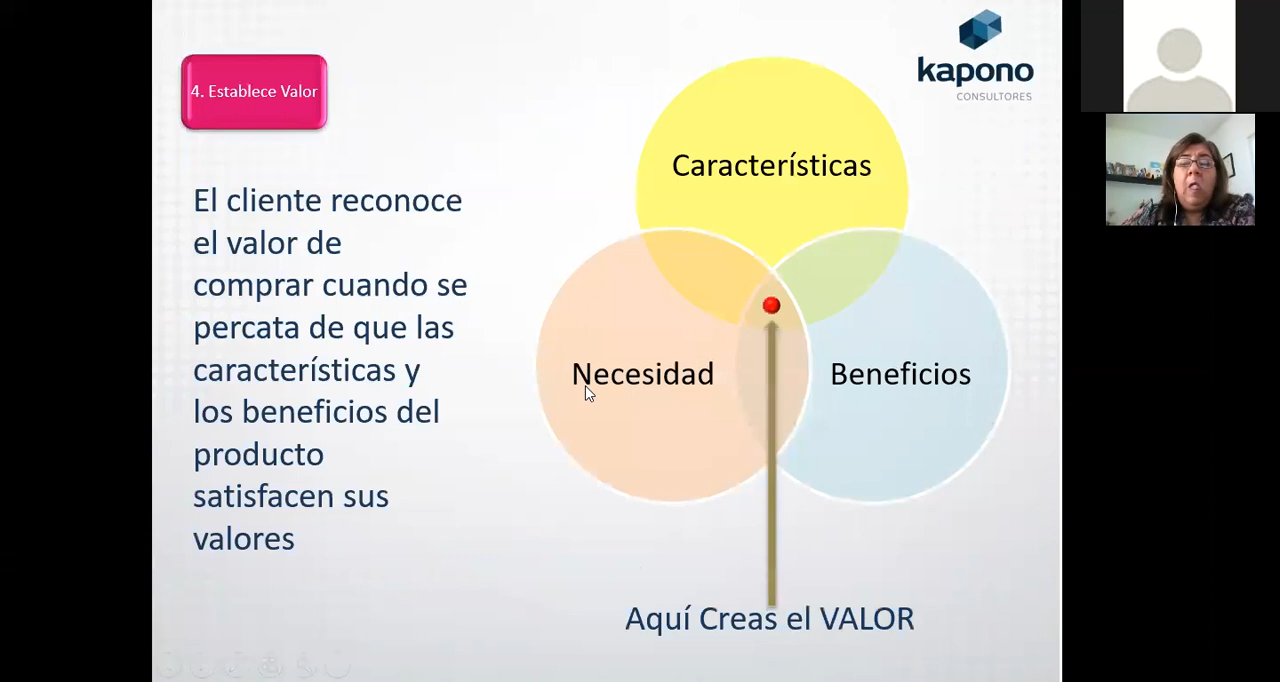 4. Establece Valor
kapono
CONSULTORES
Características
El cliente reconoce
el valor de
comprar cuando se
percata de que las
características y
los beneficios del
producto
satisfacen sus
valores
Necesidad
Beneficios
Aquí Creas el VALOR